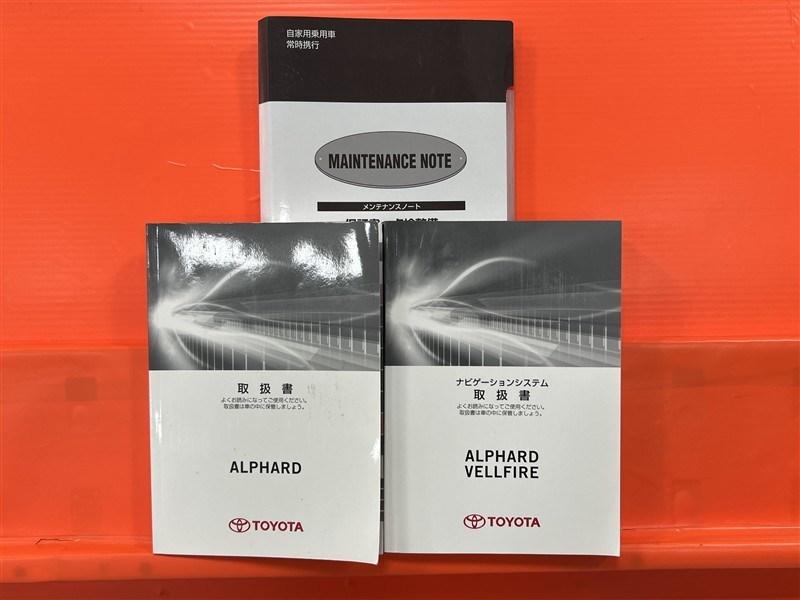 自家用乗用車
常時携行
MAINTENANCE NOTE
メンテナンスノート
取扱書
よくお読みになってご使用ください。
取扱書は車の中に保管しましょう。
ALPHARD
TOYOTA
ナビゲーションシステム
取扱書
よくお読みになってご使用ください。
取扱書は車の中に保管しましょう。
ALPHARD
VELLFIRE
TOYOTA